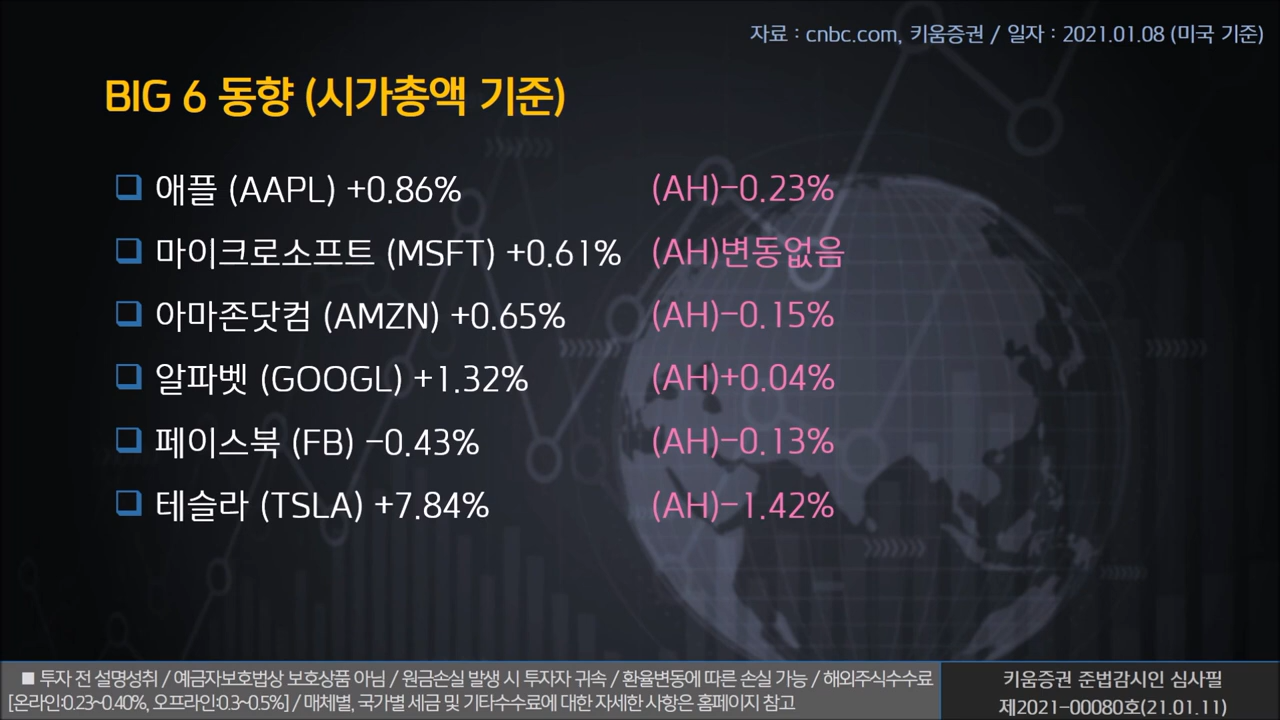 자료 : cnbc.com, 키움증권 / 일자 : 2021.01.08 (미국 기준)
BIG 6 동향 (시가총액 기준)
❑ 애플 (AAPL) +0.86% (AH)-0.23%
❑ 마이크로소프트 (MSFT) +0.61% (AH)변동없음
❑ 아마존닷컴 (AMZN) +0.65% (AH)-0.15%
❑ 알파벳 (GOOGL) +1.32% (AH)+0.04%
❑ 페이스북 (FB) -0.43% (AH)-0.13%
❑ 테슬라 (TSLA) +7.84% (AH)-1.42%
■ 투자 전 설명성취 / 예금자보호법상 보호상품 아님 / 원금손실 발생 시 투자자 귀속 / 환율변동에 따른 손실 가능 / 해외주식수수료
[온라인:0.23~0.40%, 오프라인:0.3~0.5%] / 매체별, 국가별 세금 및 기타수수료에 대한 자세한 사항은 홈페이지 참고
키움증권 준법감시인 심사필
제2021-00080호(21.01.11)